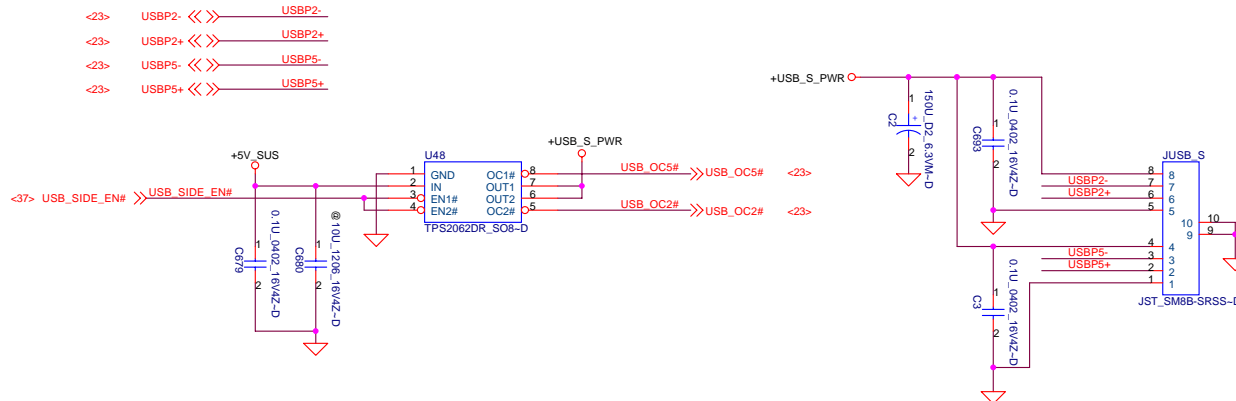 <23> USBP2- USBP2-
<23> USBP2+ USBP2+
<23> USBP5- USBP5-
<23> USBP5+ USBP5+
+5V_SUS
<37> USB_SIDE_EN# USB_SIDE_EN#
0.1U_0402_16V4Z~D
C679
1
2
@10U_1206_16V4Z~D
C680
1
2
U48
1 GND OC1# 8
2 IN OUT1 7
3 EN1# OUT2 6
4 EN2# OC2# 5
TPS2062DR_SO8~D
+USB_S_PWR
USB_OC5# USB_OC5# <23>
USB_OC2# USB_OC2# <23>
+USB_S_PWR
150U_D2_6.3VM~D
C2
1
+
2
0.1U_0402_16V4Z~D
C693
1
2
0.1U_0402_16V4Z~D
C3
1
2
JUSB_S
8 8
USBP2- 7 7
USBP2+ 6 6
5 5
10 10
9 9
4 4
USBP5- 3 3
USBP5+ 2 2
1 1
JST_SM8B-SRSS~D